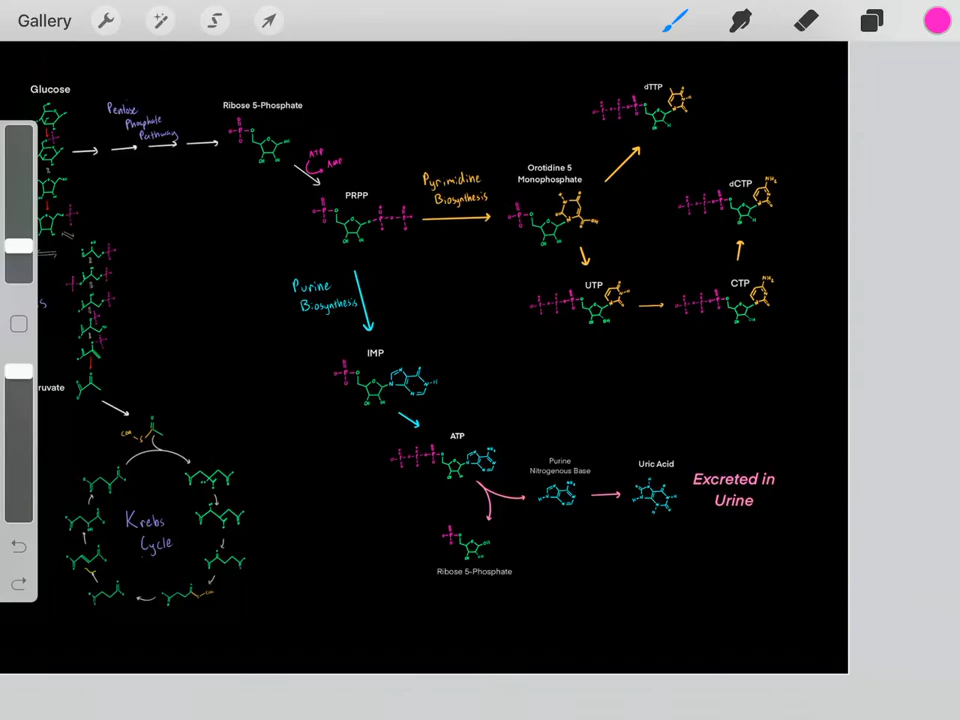 Gallery
Glucose
Pentose
Phosphate
Pathway
Ribose 5-Phosphate
ATP
AMP
PRPP
Pyrimidine
Biosynthesis
Orotidine 5
Monophosphate
dTTP
dCTP
UTP
CTP
Purine
Biosynthesis
IMP
ruvate
ATP
Purine
Nitrogenous Base
Uric Acid
Excreted in
Urine
Ribose 5-Phosphate
Krebs
Cycle